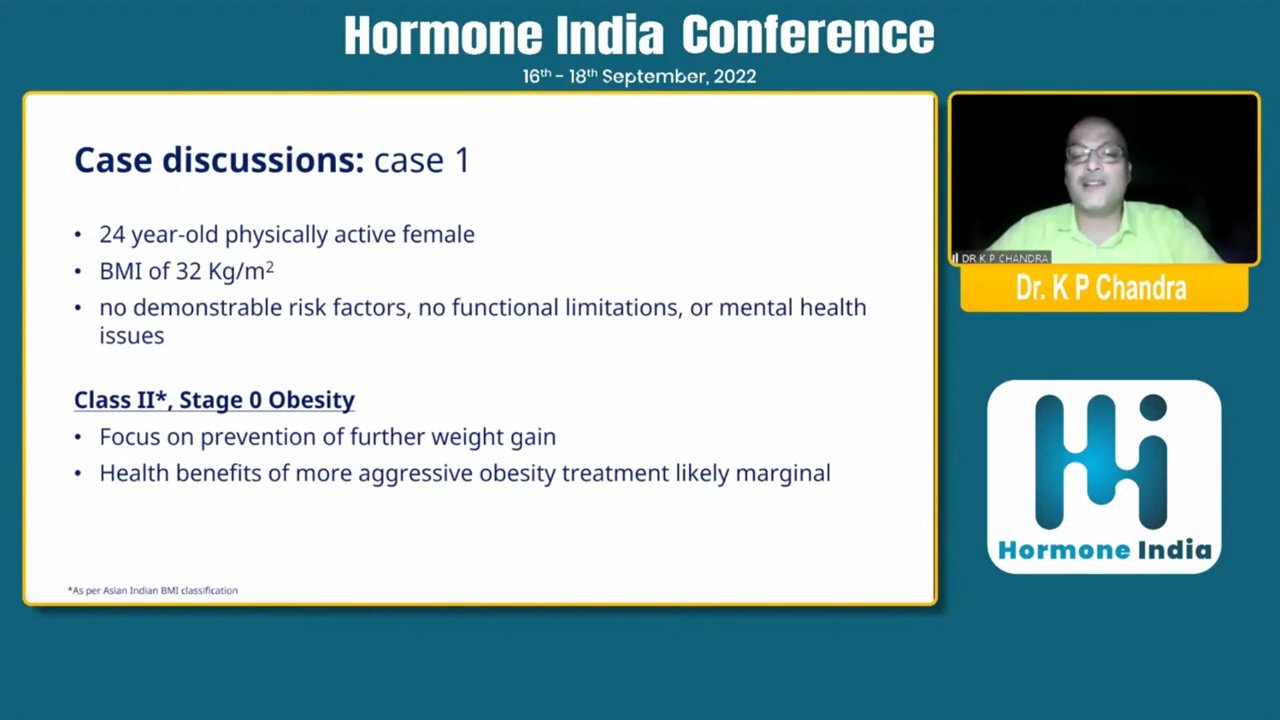 Hormone India Conference
16th - 18th September, 2022
Case discussions: case 1
• 24 year-old physically active female
• BMI of 32 Kg/m2
• no demonstrable risk factors, no functional limitations, or mental health
issues
Class II*, Stage 0 Obesity
• Focus on prevention of further weight gain
• Health benefits of more aggressive obesity treatment likely marginal
*As per Asian Indian BMI classification
DR K P CHANDRA
Dr. K P Chandra
Hi
Hormone India